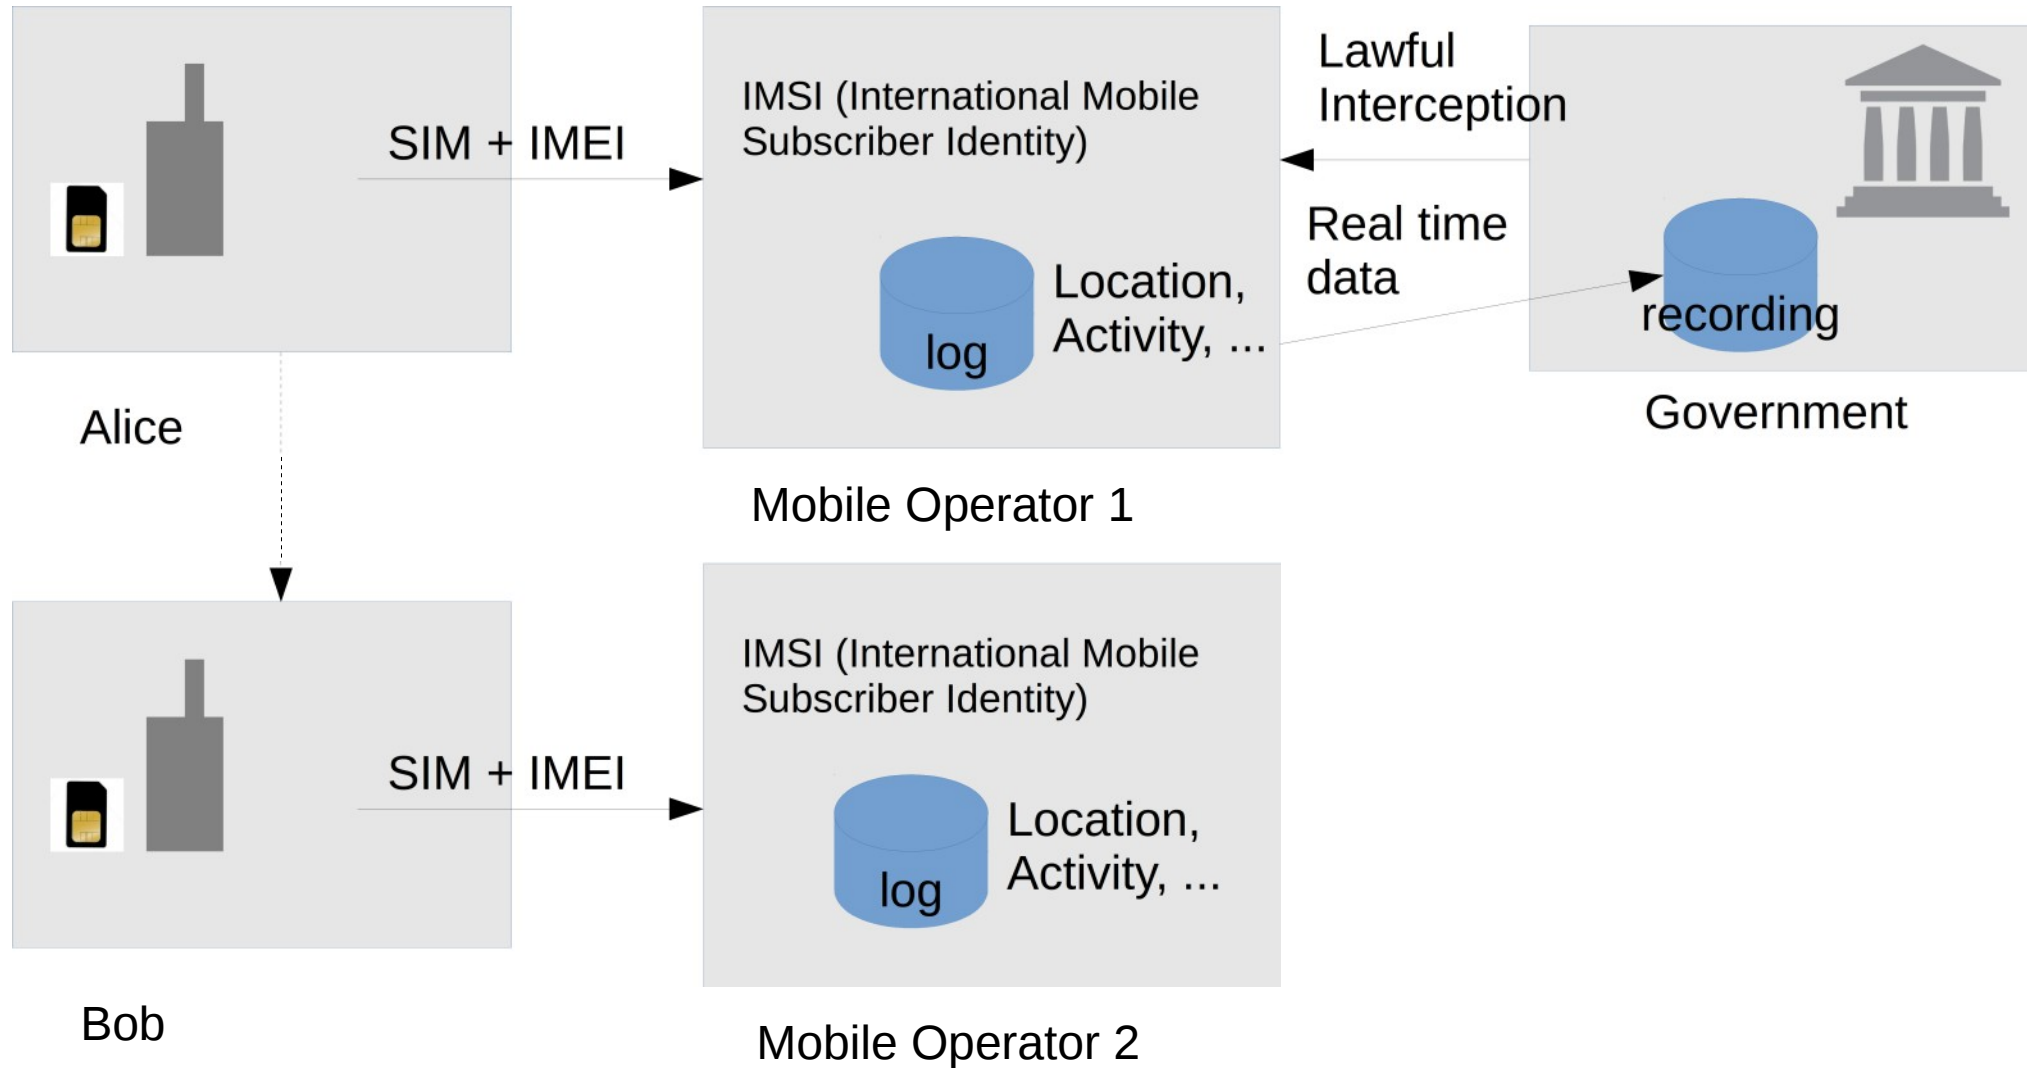 SIM + IMEI
Alice
IMSI (International Mobile
Subscriber Identity)
log
Location,
Activity, ...
Mobile Operator 1
Lawful
Interception
Real time
data
recording
Government
SIM + IMEI
Bob
IMSI (International Mobile
Subscriber Identity)
log
Location,
Activity, ...
Mobile Operator 2